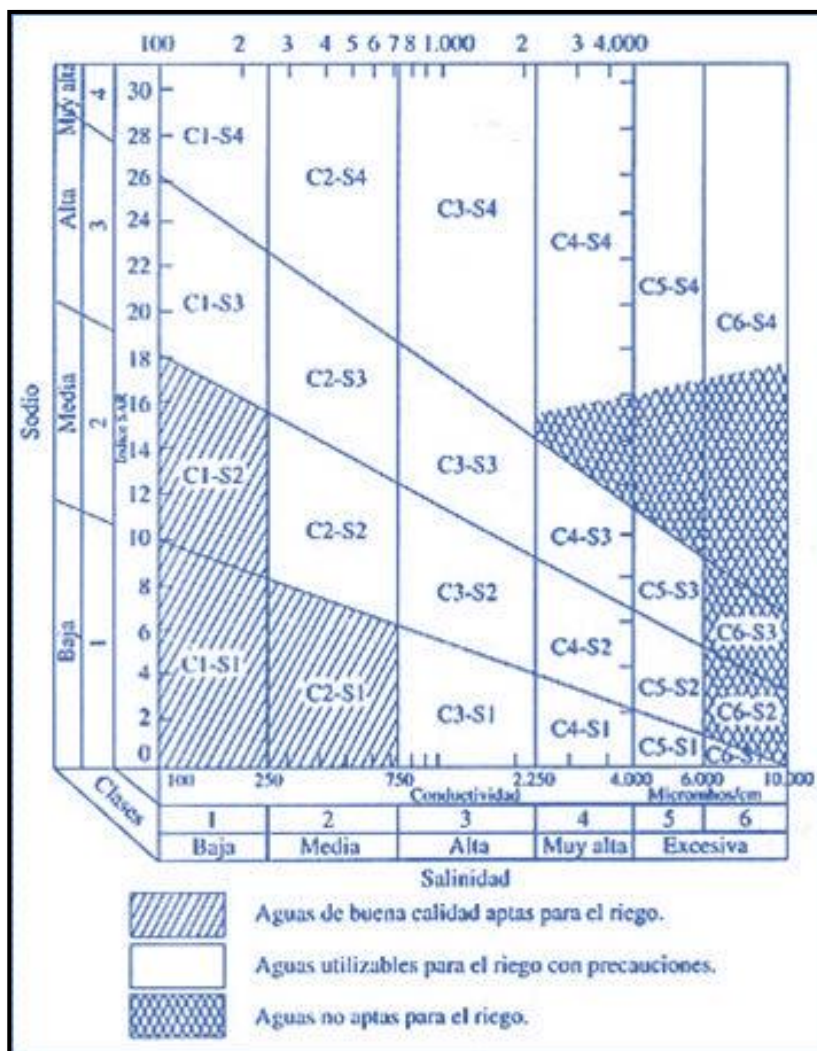 100 2 3 4 5 6 7 8 1.000 2 3 4.000
Muy alta 4
Alta 3
Media 2
Baja 1
Sodio
Indice SAR
30
28
26
24
22
20
18
16
14
12
10
8
6
4
2
0
C1-S4
C2-S4
C3-S4
C4-S4
C5-S4
C6-S4
C1-S3
C2-S3
C3-S3
C4-S3
C5-S3
C6-S3
C1-S2
C2-S2
C3-S2
C4-S2
C5-S2
C6-S2
C1-S1
C2-S1
C3-S1
C4-S1
C5-S1
C6-S1
100 250 750 2.250 4.000 6.000 10.000
Conductividad Micromhos/cm
Clases
1 2 3 4 5 6
Baja Media Alta Muy alta Excesiva
Salinidad
Aguas de buena calidad aptas para el riego.
Aguas utilizables para el riego con precauciones.
Aguas no aptas para el riego.